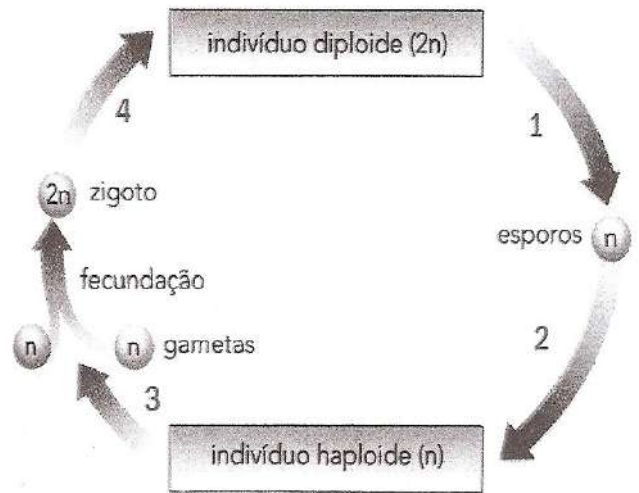 indivíduo diploide (2n)
4
1
2n zigoto
esporos n
fecundação
n
n gametas
2
3
indivíduo haploide (n)